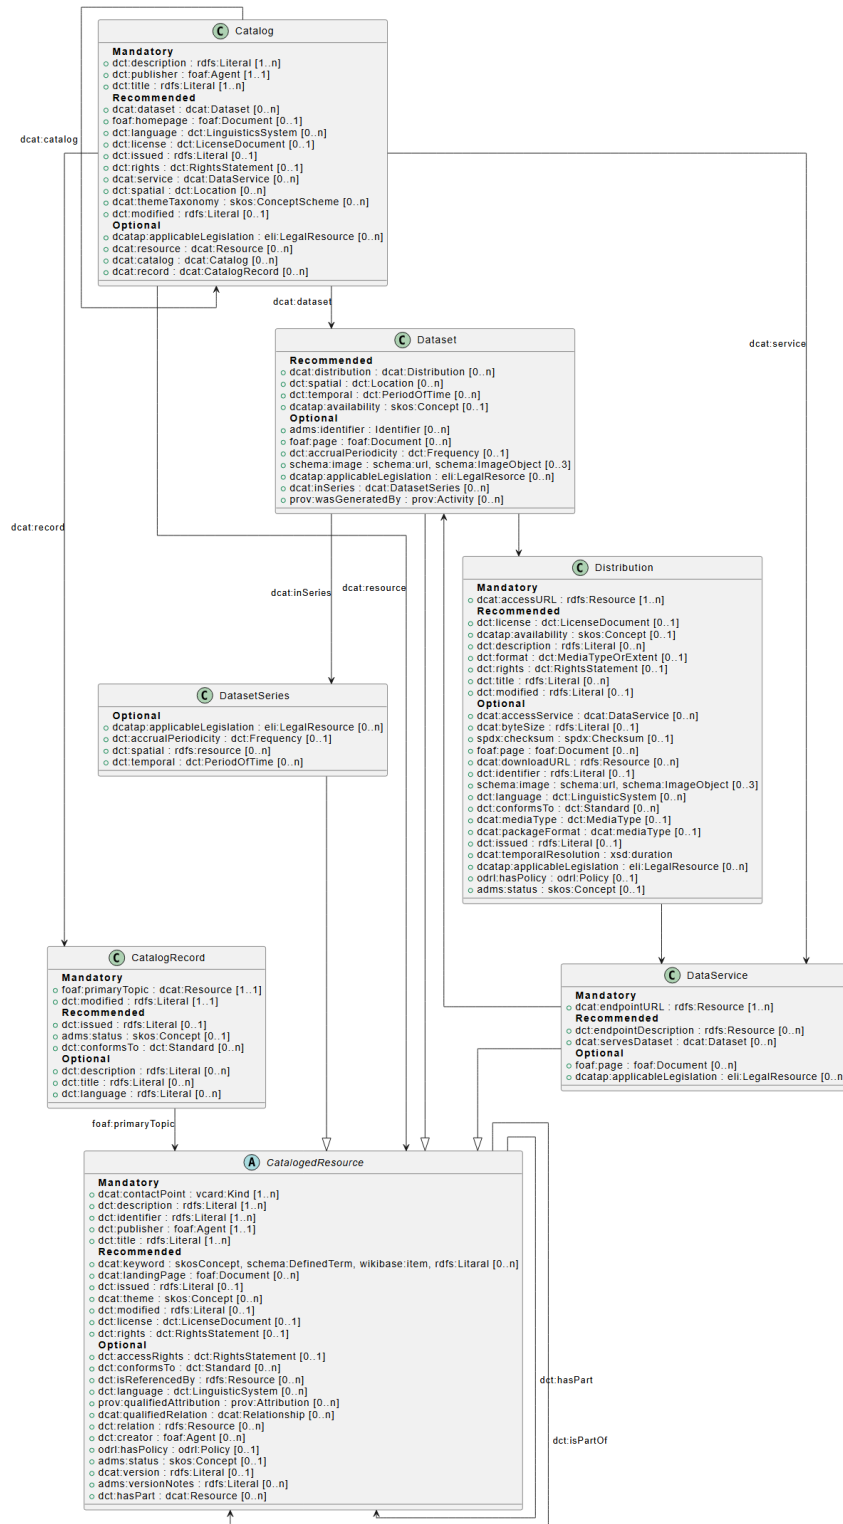 C Catalog
Mandatory
dct:description : rdfs:Literal [1..n]
dct:publisher : foaf:Agent [1..1]
dct:title : rdfs:Literal [1..n]
Recommended
dcat:dataset : dcat:Dataset [0..n]
foaf:homepage : foaf:Document [0..1]
dct:language : dct:LinguisticsSystem [0..n]
dct:license : dct:LicenseDocument [0..1]
dct:issued : rdfs:Literal [0..1]
dct:rights : dct:RightsStatement [0..1]
dcat:service : dcat:DataService [0..n]
dct:spatial : dct:Location [0..n]
dcat:themeTaxonomy : skos:ConceptScheme [0..n]
dct:modified : rdfs:Literal [0..1]
Optional
dcatap:applicableLegislation : eli:LegalResource [0..n]
dcat:resource : dcat:Resource [0..n]
dcat:catalog : dcat:Catalog [0..n]
dcat:record : dcat:CatalogRecord [0..n]
dcat:catalog
dcat:dataset
dcat:service
C Dataset
Recommended
dcat:distribution : dcat:Distribution [0..n]
dct:spatial : dct:Location [0..n]
dct:temporal : dct:PeriodOfTime [0..n]
dcatap:availability : skos:Concept [0..1]
Optional
adms:identifier : Identifier [0..n]
foaf:page : foaf:Document [0..n]
dct:accrualPeriodicity : dct:Frequency [0..1]
schema:image : schema:url, schema:ImageObject [0..3]
dcatap:applicableLegislation : eli:LegalResorce [0..n]
dcat:inSeries : dcat:DatasetSeries [0..n]
prov:wasGeneratedBy : prov:Activity [0..n]
dcat:record
dcat:inSeries
dcat:resource
C Distribution
Mandatory
dcat:accessURL : rdfs:Resource [1..n]
Recommended
dct:license : dct:LicenseDocument [0..1]
dcatap:availability : skos:Concept [0..1]
dct:description : rdfs:Literal [0..n]
dct:format : dct:MediaTypeOrExtent [0..1]
dct:rights : dct:RightsStatement [0..1]
dct:title : rdfs:Literal [0..n]
dct:modified : rdfs:Literal [0..1]
Optional
dcat:accessService : dcat:DataService [0..n]
dcat:byteSize : rdfs:Literal [0..1]
spdx:checksum : spdx:Checksum [0..1]
foaf:page : foaf:Document [0..n]
dcat:downloadURL : rdfs:Resource [0..n]
dct:identifier : rdfs:Literal [0..1]
schema:image : schema:url, schema:ImageObject [0..3]
dct:language : dct:LinguisticSystem [0..n]
dct:conformsTo : dct:Standard [0..n]
dcat:mediaType : dct:MediaType [0..1]
dcat:packageFormat : dcat:mediaType [0..1]
dct:issued : rdfs:Literal [0..1]
dcat:temporalResolution : xsd:duration
dcatap:applicableLegislation : eli:LegalResource [0..n]
odrl:hasPolicy : odrl:Policy [0..1]
adms:status : skos:Concept [0..1]
C DatasetSeries
Optional
dcatap:applicableLegislation : eli:LegalResource [0..n]
dct:accrualPeriodicity : dct:Frequency [0..1]
dct:spatial : rdfs:resource [0..n]
dct:temporal : dct:PeriodOfTime [0..n]
C CatalogRecord
Mandatory
foaf:primaryTopic : dcat:Resource [1..1]
dct:modified : rdfs:Literal [1..1]
Recommended
dct:issued : rdfs:Literal [0..1]
adms:status : skos:Concept [0..1]
dct:conformsTo : dct:Standard [0..n]
Optional
dct:description : rdfs:Literal [0..n]
dct:title : rdfs:Literal [0..n]
dct:language : rdfs:Literal [0..n]
C DataService
Mandatory
dcat:endpointURL : rdfs:Resource [1..n]
Recommended
dct:endpointDescription : rdfs:Resource [0..n]
dcat:servesDataset : dcat:Dataset [0..n]
Optional
foaf:page : foaf:Document [0..n]
dcatap:applicableLegislation : eli:LegalResource [0..n
foaf:primaryTopic
A CatalogedResource
Mandatory
dcat:contactPoint : vcard:Kind [1..n]
dct:description : rdfs:Literal [1..n]
dct:identifier : rdfs:Literal [1..n]
dct:publisher : foaf:Agent [1..1]
dct:title : rdfs:Literal [1..n]
Recommended
dcat:keyword : skosConcept, schema:DefinedTerm, wikibase:item, rdfs:Litaral [0..n]
dcat:landingPage : foaf:Document [0..n]
dct:issued : rdfs:Literal [0..1]
dcat:theme : skos:Concept [0..n]
dct:modified : rdfs:Literal [0..1]
dct:license : dct:LicenseDocument [0..1]
dct:rights : dct:RightsStatement [0..1]
Optional
dct:accessRights : dct:RightsStatement [0..1]
dct:conformsTo : dct:Standard [0..n]
dct:isReferencedBy : rdfs:Resource [0..n]
dct:language : dct:LinguisticSystem [0..n]
prov:qualifiedAttribution : prov:Attribution [0..n]
dcat:qualifiedRelation : dcat:Relationship [0..n]
dct:relation : rdfs:Resource [0..n]
dct:creator : foaf:Agent [0..n]
odrl:hasPolicy : odrl:Policy [0..1]
adms:status : skos:Concept [0..1]
dcat:version : rdfs:Literal [0..1]
adms:versionNotes : rdfs:Literal [0..n]
dct:hasPart : dcat:Resource [0..n]
dct:hasPart
dct:isPartOf